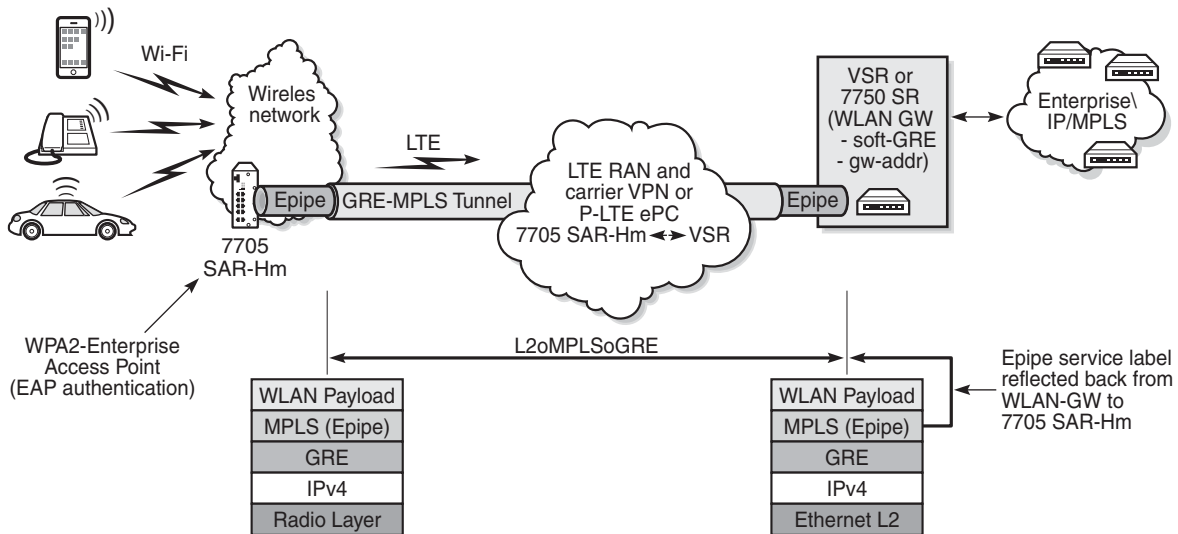 Wi-Fi
Wireles
network
LTE
Epipe
GRE-MPLS Tunnel
7705
SAR-Hm
LTE RAN and
carrier VPN or
P-LTE ePC
7705 SAR-Hm VSR
Epipe
VSR or
7750 SR
(WLAN GW
- soft-GRE
- gw-addr)
Enterprise\
IP/MPLS
WPA2-Enterprise
Access Point
(EAP authentication)
L2oMPLSoGRE
WLAN Payload
MPLS (Epipe)
GRE
IPv4
Radio Layer
WLAN Payload
MPLS (Epipe)
GRE
IPv4
Ethernet L2
Epipe service label
reflected back from
WLAN-GW to
7705 SAR-Hm